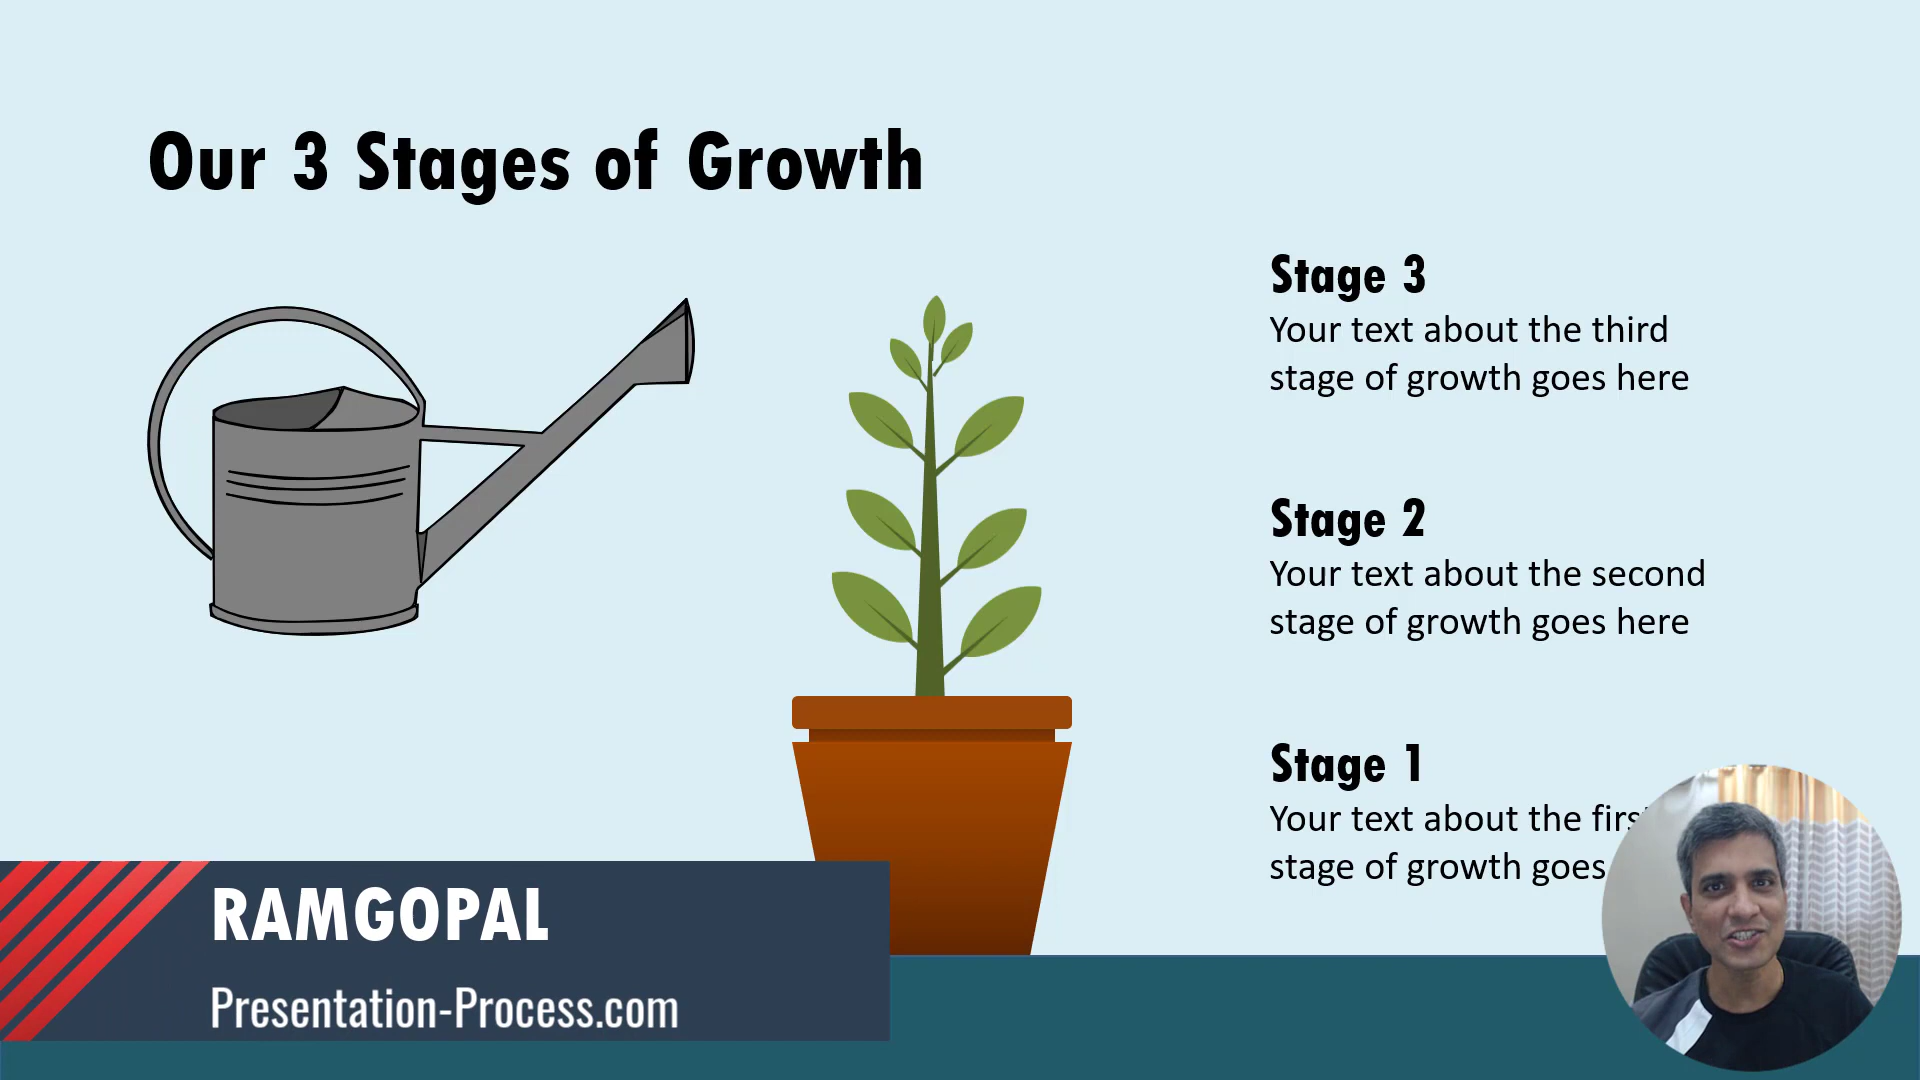 Our 3 Stages of Growth
Stage 3
Your text about the third
stage of growth goes here
Stage 2
Your text about the second
stage of growth goes here
Stage 1
Your text about the
stage of growth goes
RAMGOPAL
Presentation-Process.com